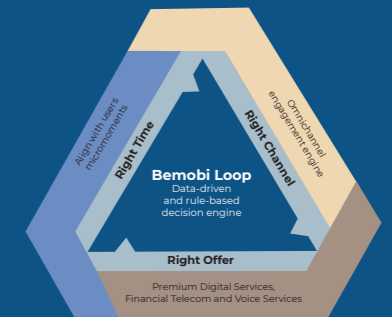 Align with users
micromoments
Right Time
Omnichannel
engagement engine
Right Channel
Bemobi Loop
Data-driven
and rule-based
decision engine
Right Offer
Premium Digital Services,
Financial Telecom and Voice Services